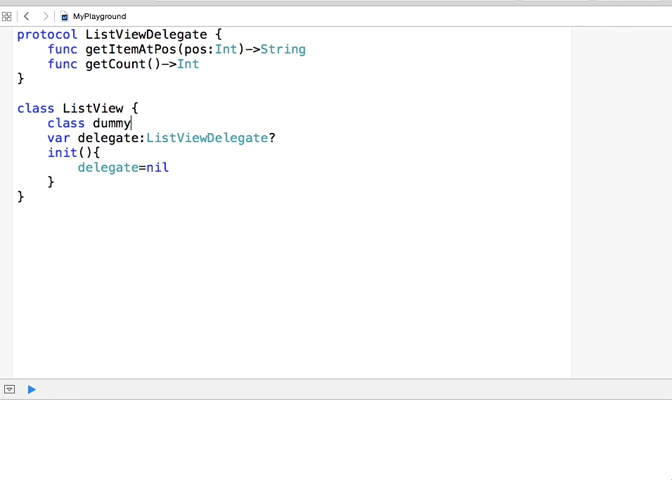 MyPlayground
protocol ListViewDelegate {
    func getItemAtPos(pos:Int)->String
    func getCount()->Int
}
class ListView {
    class dummy
    var delegate:ListViewDelegate?
    init(){
        delegate=nil
    }
}